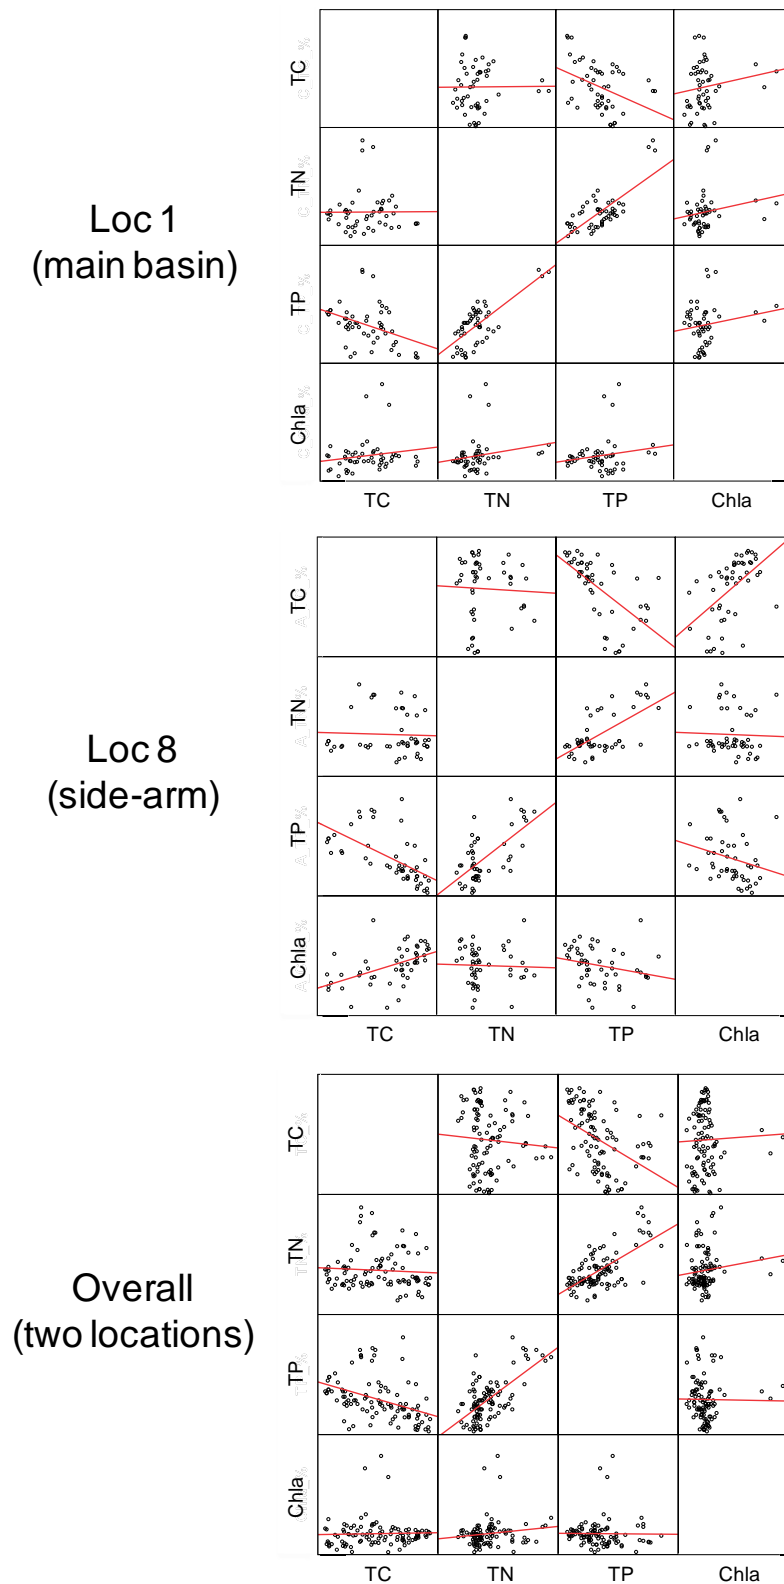 TC
TN
Loc 1
(main basin)
TP
Chla
TC TN TP Chla
TC
TN
Loc 8
(side-arm)
TP
Chla
TC TN TP Chla
TC
TN
Overall
(two locations)
TP
Chla
TC TN TP Chla